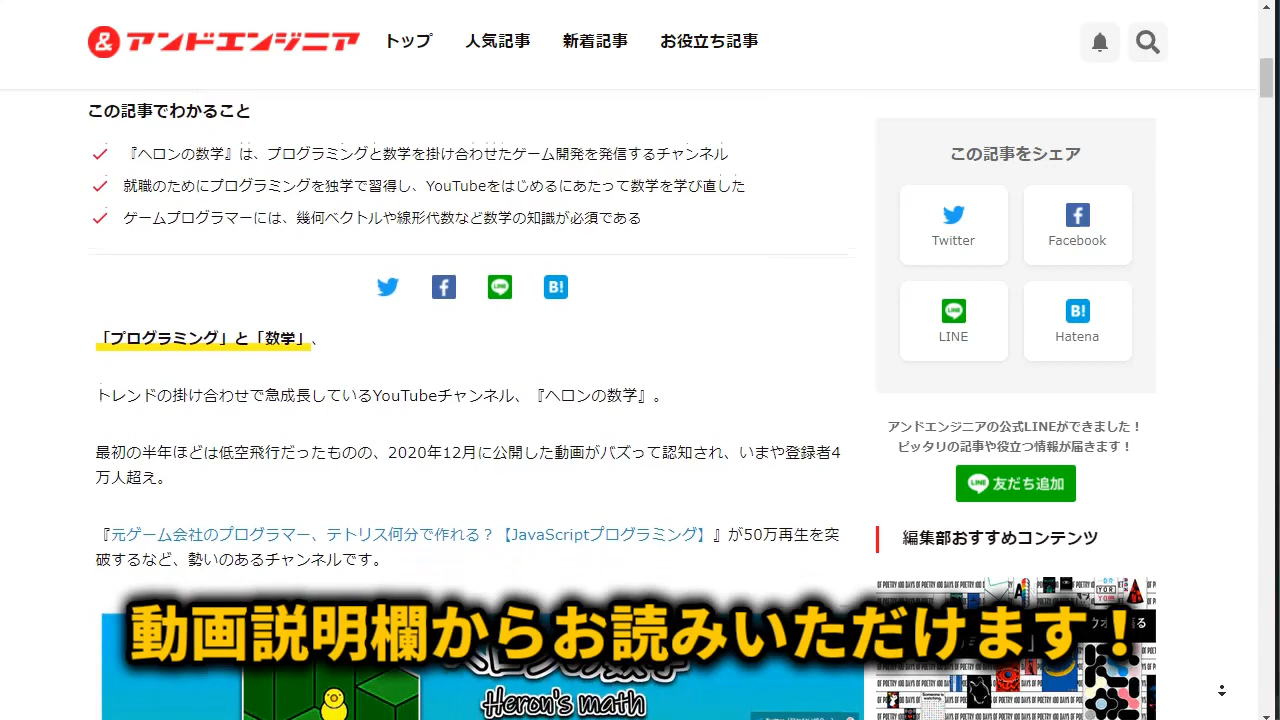 &アンドエンジニア
トップ 人気記事 新着記事 お役立ち記事
この記事でわかること
『ヘロンの数学』は、プログラミングと数学を掛け合わせたゲーム開発を発信するチャンネル
就職のためにプログラミングを独学で習得し、YouTubeをはじめるにあたって数学を学び直した
ゲームプログラマーには、幾何ベクトルや線形代数など数学の知識が必須である
B!
「プログラミング」と「数学」、
トレンドの掛け合わせで急成長しているYouTubeチャンネル、『ヘロンの数学』。
最初の半年ほどは低空飛行だったものの、2020年12月に公開した動画がバズって認知され、いまや登録者4
万人超え。
『元ゲーム会社のプログラマー、テトリス何分で作れる？【JavaScriptプログラミング】』が50万再生を突
破するなど、勢いのあるチャンネルです。
この記事をシェア
Twitter
Facebook
LINE
B!
Hatena
アンドエンジニアの公式LINEができました！
ピッタリの記事や役立つ情報が届きます！
LINE 友だち追加
編集部おすすめコンテンツ
動画説明欄からお読みいただけます！
ヘロンの数学
Heron's math